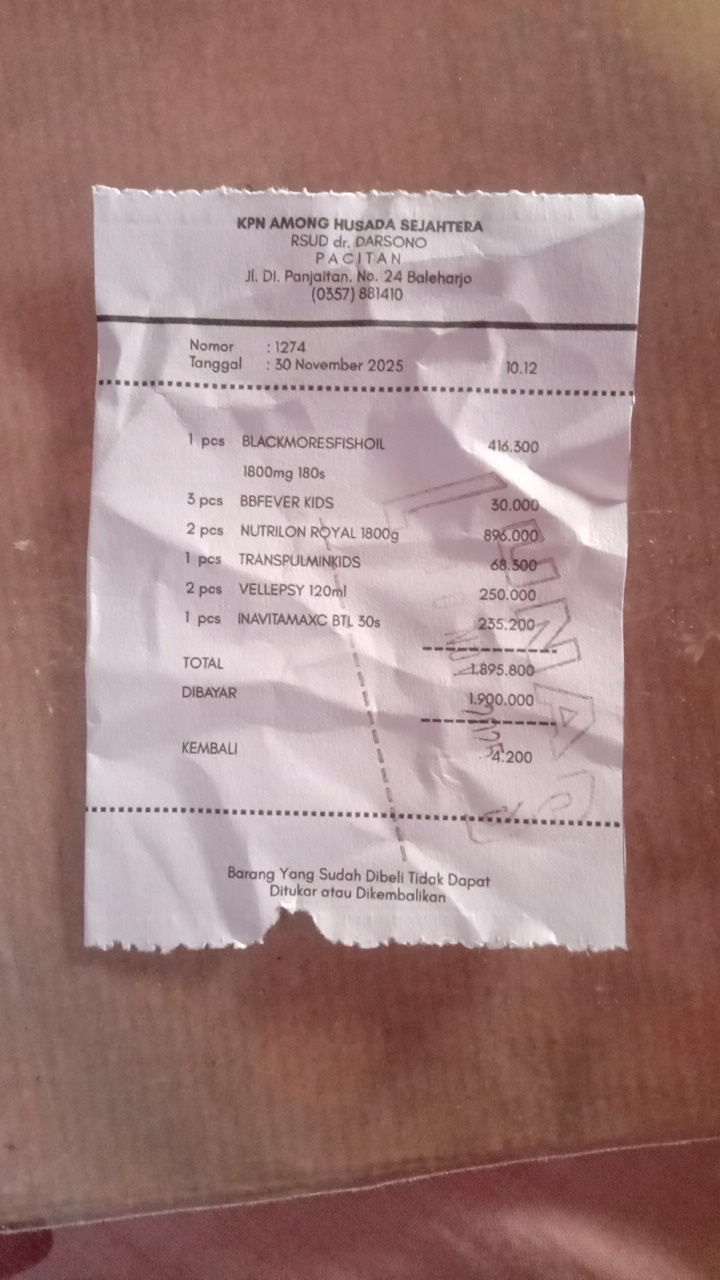 KPN AMONG HUSADA SEJAHTERA
RSUD dr. DARSONO
PACITAN
Jl. DI. Panjaitan. No. 24 Baleharjo
(0357) 881410
Nomor : 1274
Tanggal : 30 November 2025 10.12
1 pcs BLACKMORESFISHOIL 416.300
1800mg 180s
3 pcs BBFEVER KIDS 30.000
2 pcs NUTRILON ROYAL 1800g 896.000
1 pcs TRANSPULMINKIDS 68.300
2 pcs VELLEPSY 120ml 250.000
1 pcs INAVITAMAXC BTL 30s 235.200
TOTAL 1.895.800
DIBAYAR 1.900.000
KEMBALI 4.200
Barang Yang Sudah Dibeli Tidak Dapat
Ditukar atau Dikembalikan
LUNAS